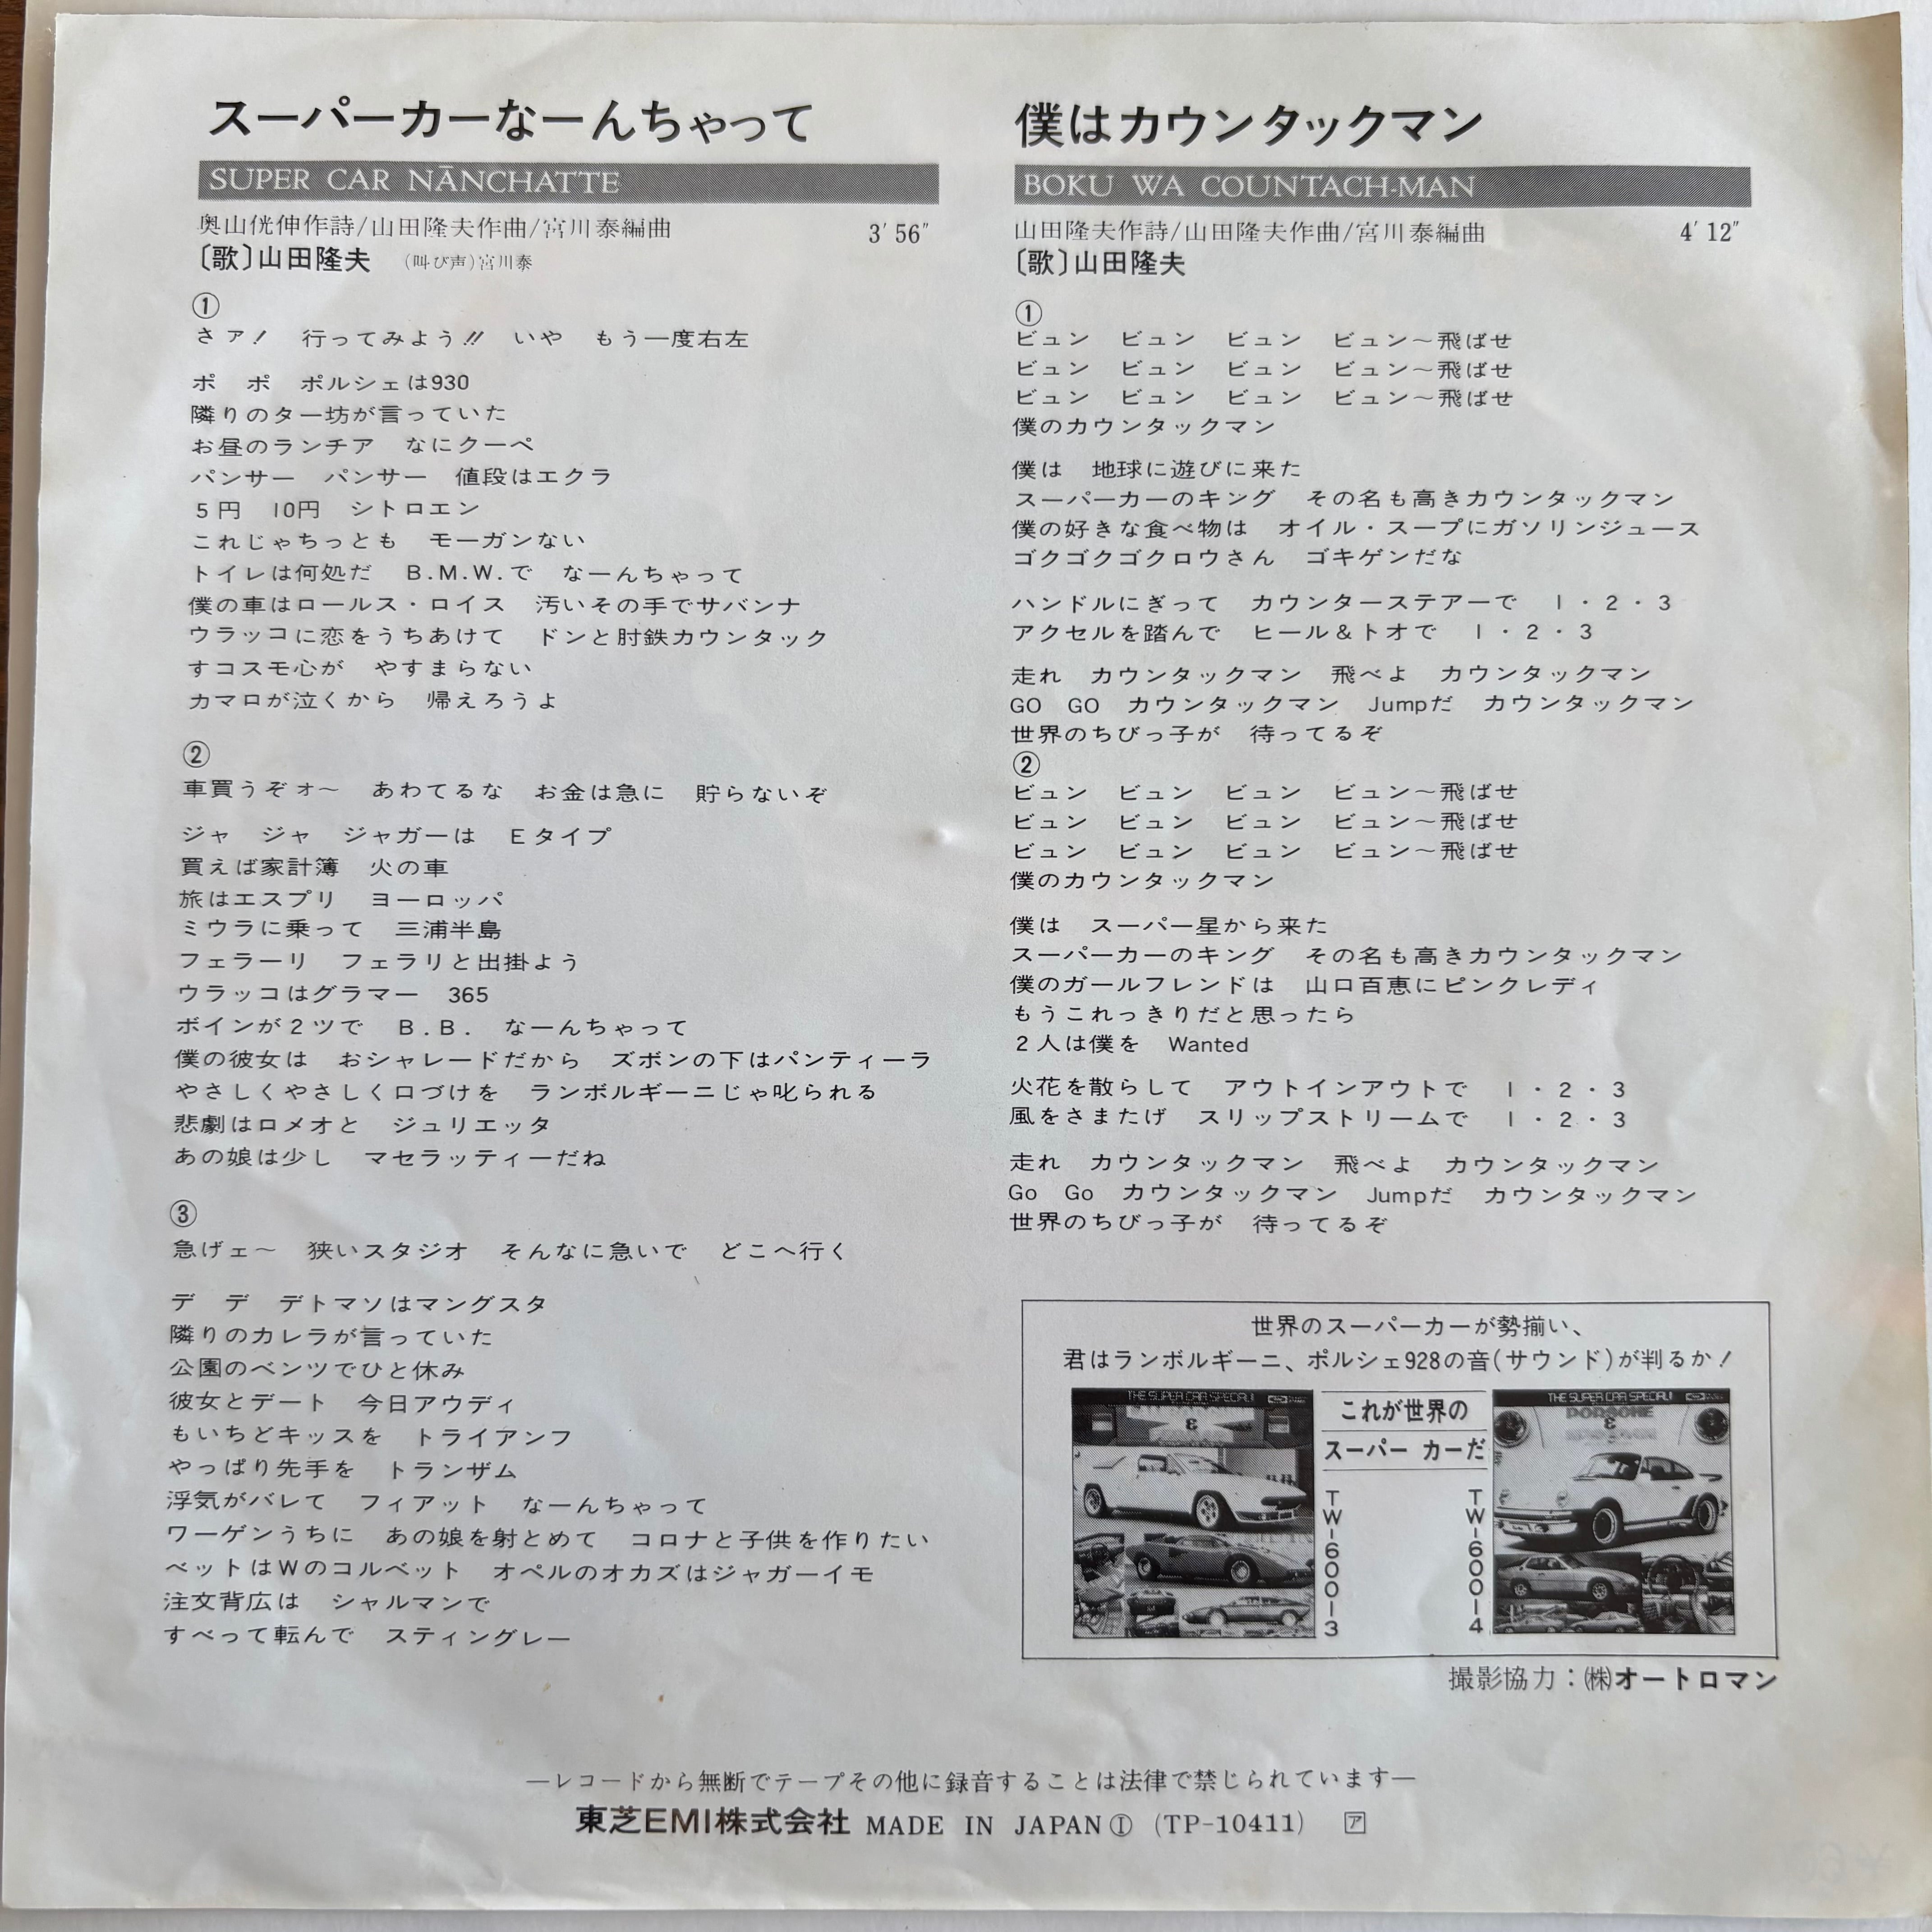 スーパーカーなーんちゃって
SUPER CAR NĀNCHATTE
奥山侊伸作詩/山田隆夫作曲/宮川泰編曲 3′56″
〔歌〕山田隆夫 (叫び声)宮川泰
①
さァ! 行ってみよう!! いや もう一度右左
ポ ポ ポルシェは930
隣りのター坊が言っていた
お昼のランチア なにクーペ
パンサー パンサー 値段はエクラ
5円 10円 シトロエン
これじゃちっとも モーガンない
トイレは何処だ B.M.W.で なーんちゃって
僕の車はロールス・ロイス 汚いその手でサバンナ
ウラッコに恋をうちあけて ドンと肘鉄カウンタック
すコスモ心が やすまらない
カマロが泣くから 帰えろうよ
②
車買うぞォ〜 あわてるな お金は急に 貯らないぞ
ジャ ジャ ジャガーは Eタイプ
買えば家計簿 火の車
旅はエスプリ ヨーロッパ
ミウラに乗って 三浦半島
フェラーリ フェラリと出掛よう
ウラッコはグラマー 365
ボインが2ツで B.B. なーんちゃって
僕の彼女は おシャレードだから ズボンの下はパンティーラ
やさしくやさしく口づけを ランボルギーニじゃ叱られる
悲劇はロメオと ジュリエッタ
あの娘は少し マセラッティーだね
③
急げェ〜 狭いスタジオ そんなに急いで どこへ行く
デ デ デトマソはマングスタ
隣りのカレラが言っていた
公園のベンツでひと休み
彼女とデート 今日アウディ
もいちどキッスを トライアンフ
やっぱり先手を トランザム
浮気がバレて フィアット なーんちゃって
ワーゲンうちに あの娘を射とめて コロナと子供を作りたい
ベットはWのコルベット オペルのオカズはジャガーイモ
注文背広は シャルマンで
すべって転んで スティングレー
僕はカウンタックマン
BOKU WA COUNTACH-MAN
山田隆夫作詩/山田隆夫作曲/宮川泰編曲 4′12″
〔歌〕山田隆夫
①
ビュン ビュン ビュン ビュン〜飛ばせ
ビュン ビュン ビュン ビュン〜飛ばせ
ビュン ビュン ビュン ビュン〜飛ばせ
僕のカウンタックマン
僕は 地球に遊びに来た
スーパーカーのキング その名も高きカウンタックマン
僕の好きな食べ物は オイル・スープにガソリンジュース
ゴクゴクゴクロウさん ゴキゲンだな
ハンドルにぎって カウンターステアーで 1・2・3
アクセルを踏んで ヒール&トオで 1・2・3
走れ カウンタックマン 飛べよ カウンタックマン
GO GO カウンタックマン Jumpだ カウンタックマン
世界のちびっ子が 待ってるぞ
②
ビュン ビュン ビュン ビュン〜飛ばせ
ビュン ビュン ビュン ビュン〜飛ばせ
ビュン ビュン ビュン ビュン〜飛ばせ
僕のカウンタックマン
僕は スーパー星から来た
スーパーカーのキング その名も高きカウンタックマン
僕のガールフレンドは 山口百恵にピンクレディ
もうこれっきりだと思ったら
2人は僕を Wanted
火花を散らして アウトインアウトで 1・2・3
風をさまたげ スリップストリームで 1・2・3
走れ カウンタックマン 飛べよ カウンタックマン
Go Go カウンタックマン Jumpだ カウンタックマン
世界のちびっ子が 待ってるぞ
世界のスーパーカーが勢揃い、
君はランボルギーニ、ポルシェ928の音(サウンド)が判るか!
THE SUPER CAR SPECIAL!!
これが世界の
スーパー カーだ
TW-60013
TW-60014
THE SUPER CAR SPECIAL!!
PORSCHE
撮影協力:㈱オートロマン
—レコードから無断でテープその他に録音することは法律で禁じられています—
東芝EMI株式会社 MADE IN JAPAN Ⓘ (TP-10411) ア